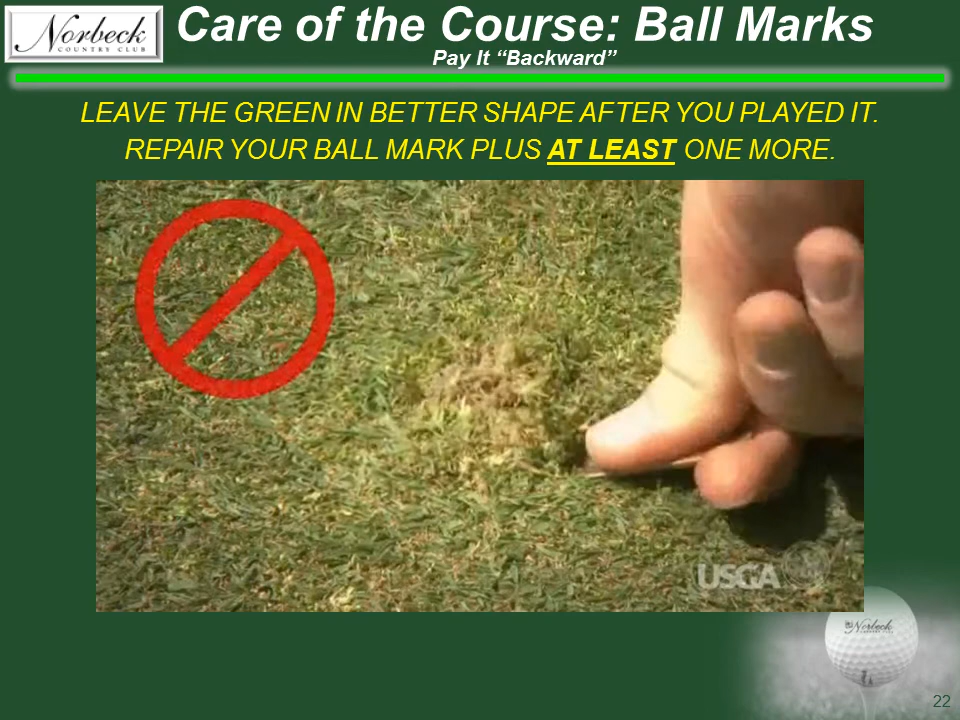 Norbeck
COUNTRY CLUB
Care of the Course: Ball Marks
Pay It “Backward”
LEAVE THE GREEN IN BETTER SHAPE AFTER YOU PLAYED IT.
REPAIR YOUR BALL MARK PLUS AT LEAST ONE MORE.
USGA
Norbeck
22